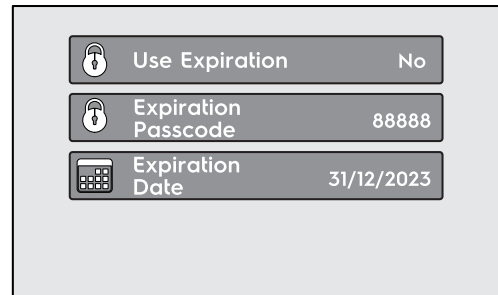 Use Expiration No
Expiration
Passcode 88888
Expiration
Date 31/12/2023